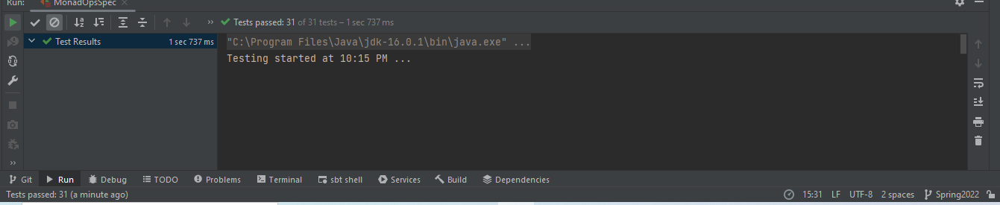 Run: MonadOpsSpec
Tests passed: 31 of 31 tests – 1 sec 737 ms
Test Results 1 sec 737 ms
"C:\Program Files\Java\jdk-16.0.1\bin\java.exe" ...
Testing started at 10:15 PM ...
Git Run Debug TODO Problems Terminal sbt shell Services Build Dependencies
Tests passed: 31 (a minute ago) 15:31 LF UTF-8 2 spaces Spring2022